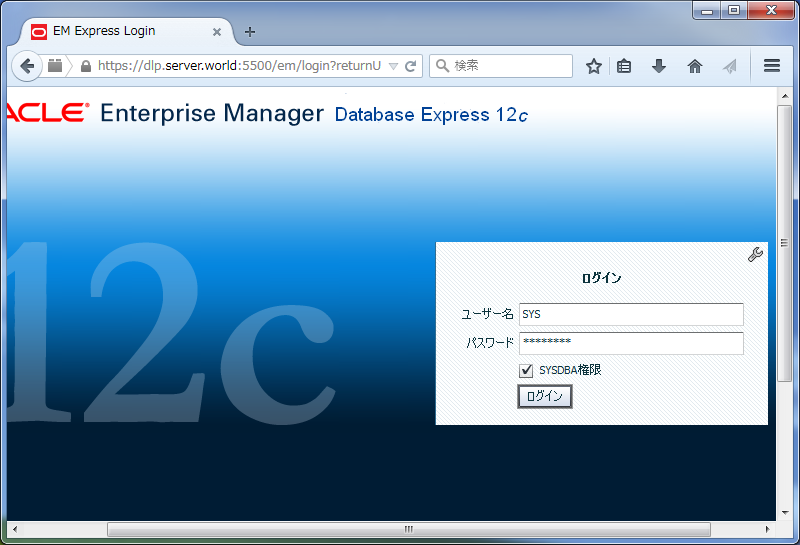 EM Express Login
https://dlp.server.world:5500/em/login?returnU
検索
ACLE® Enterprise Manager Database Express 12c
12c
ログイン
ユーザー名 SYS
パスワード ********
SYSDBA権限
ログイン